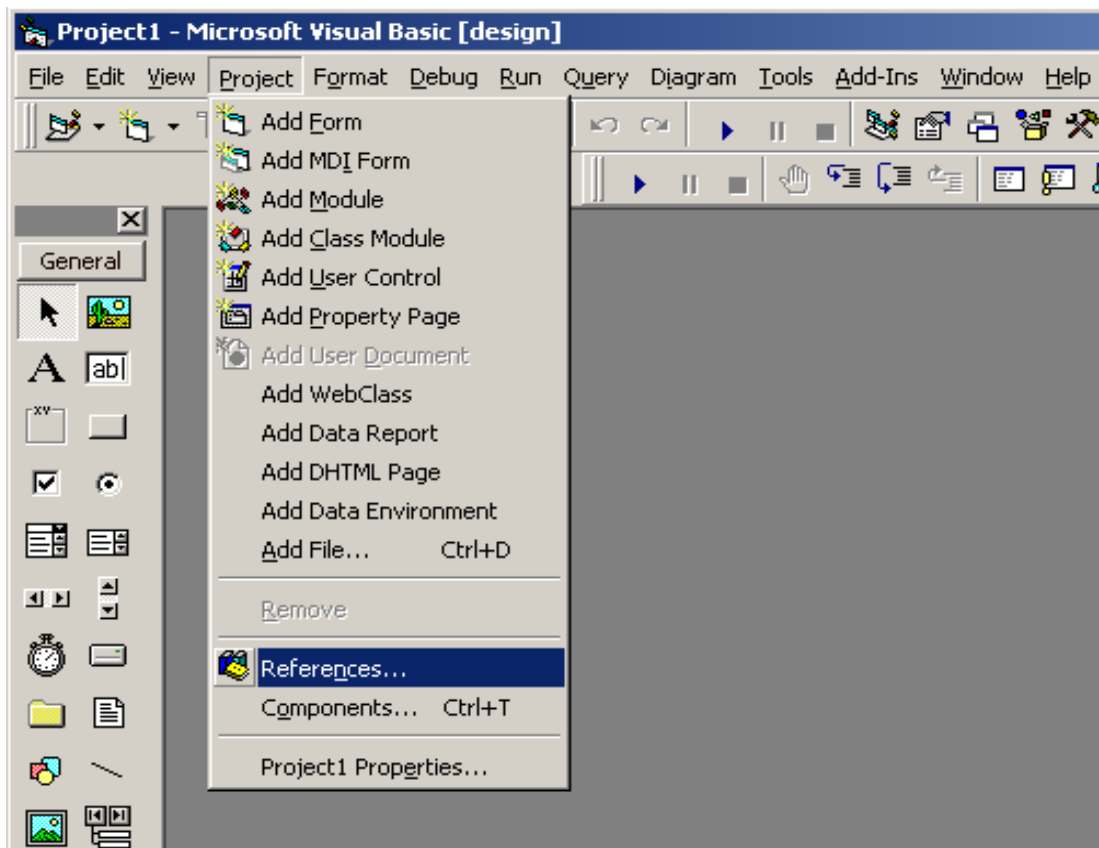 Project1 - Microsoft Visual Basic [design]
File Edit View Project Format Debug Run Query Diagram Tools Add-Ins Window Help
Add Form
Add MDI Form
Add Module
Add Class Module
General
Add User Control
Add Property Page
Add User Document
A abl
Add WebClass
xv
Add Data Report
Add DHTML Page
Add Data Environment
Add File... Ctrl+D
Remove
References...
Components... Ctrl+T
Project1 Properties...